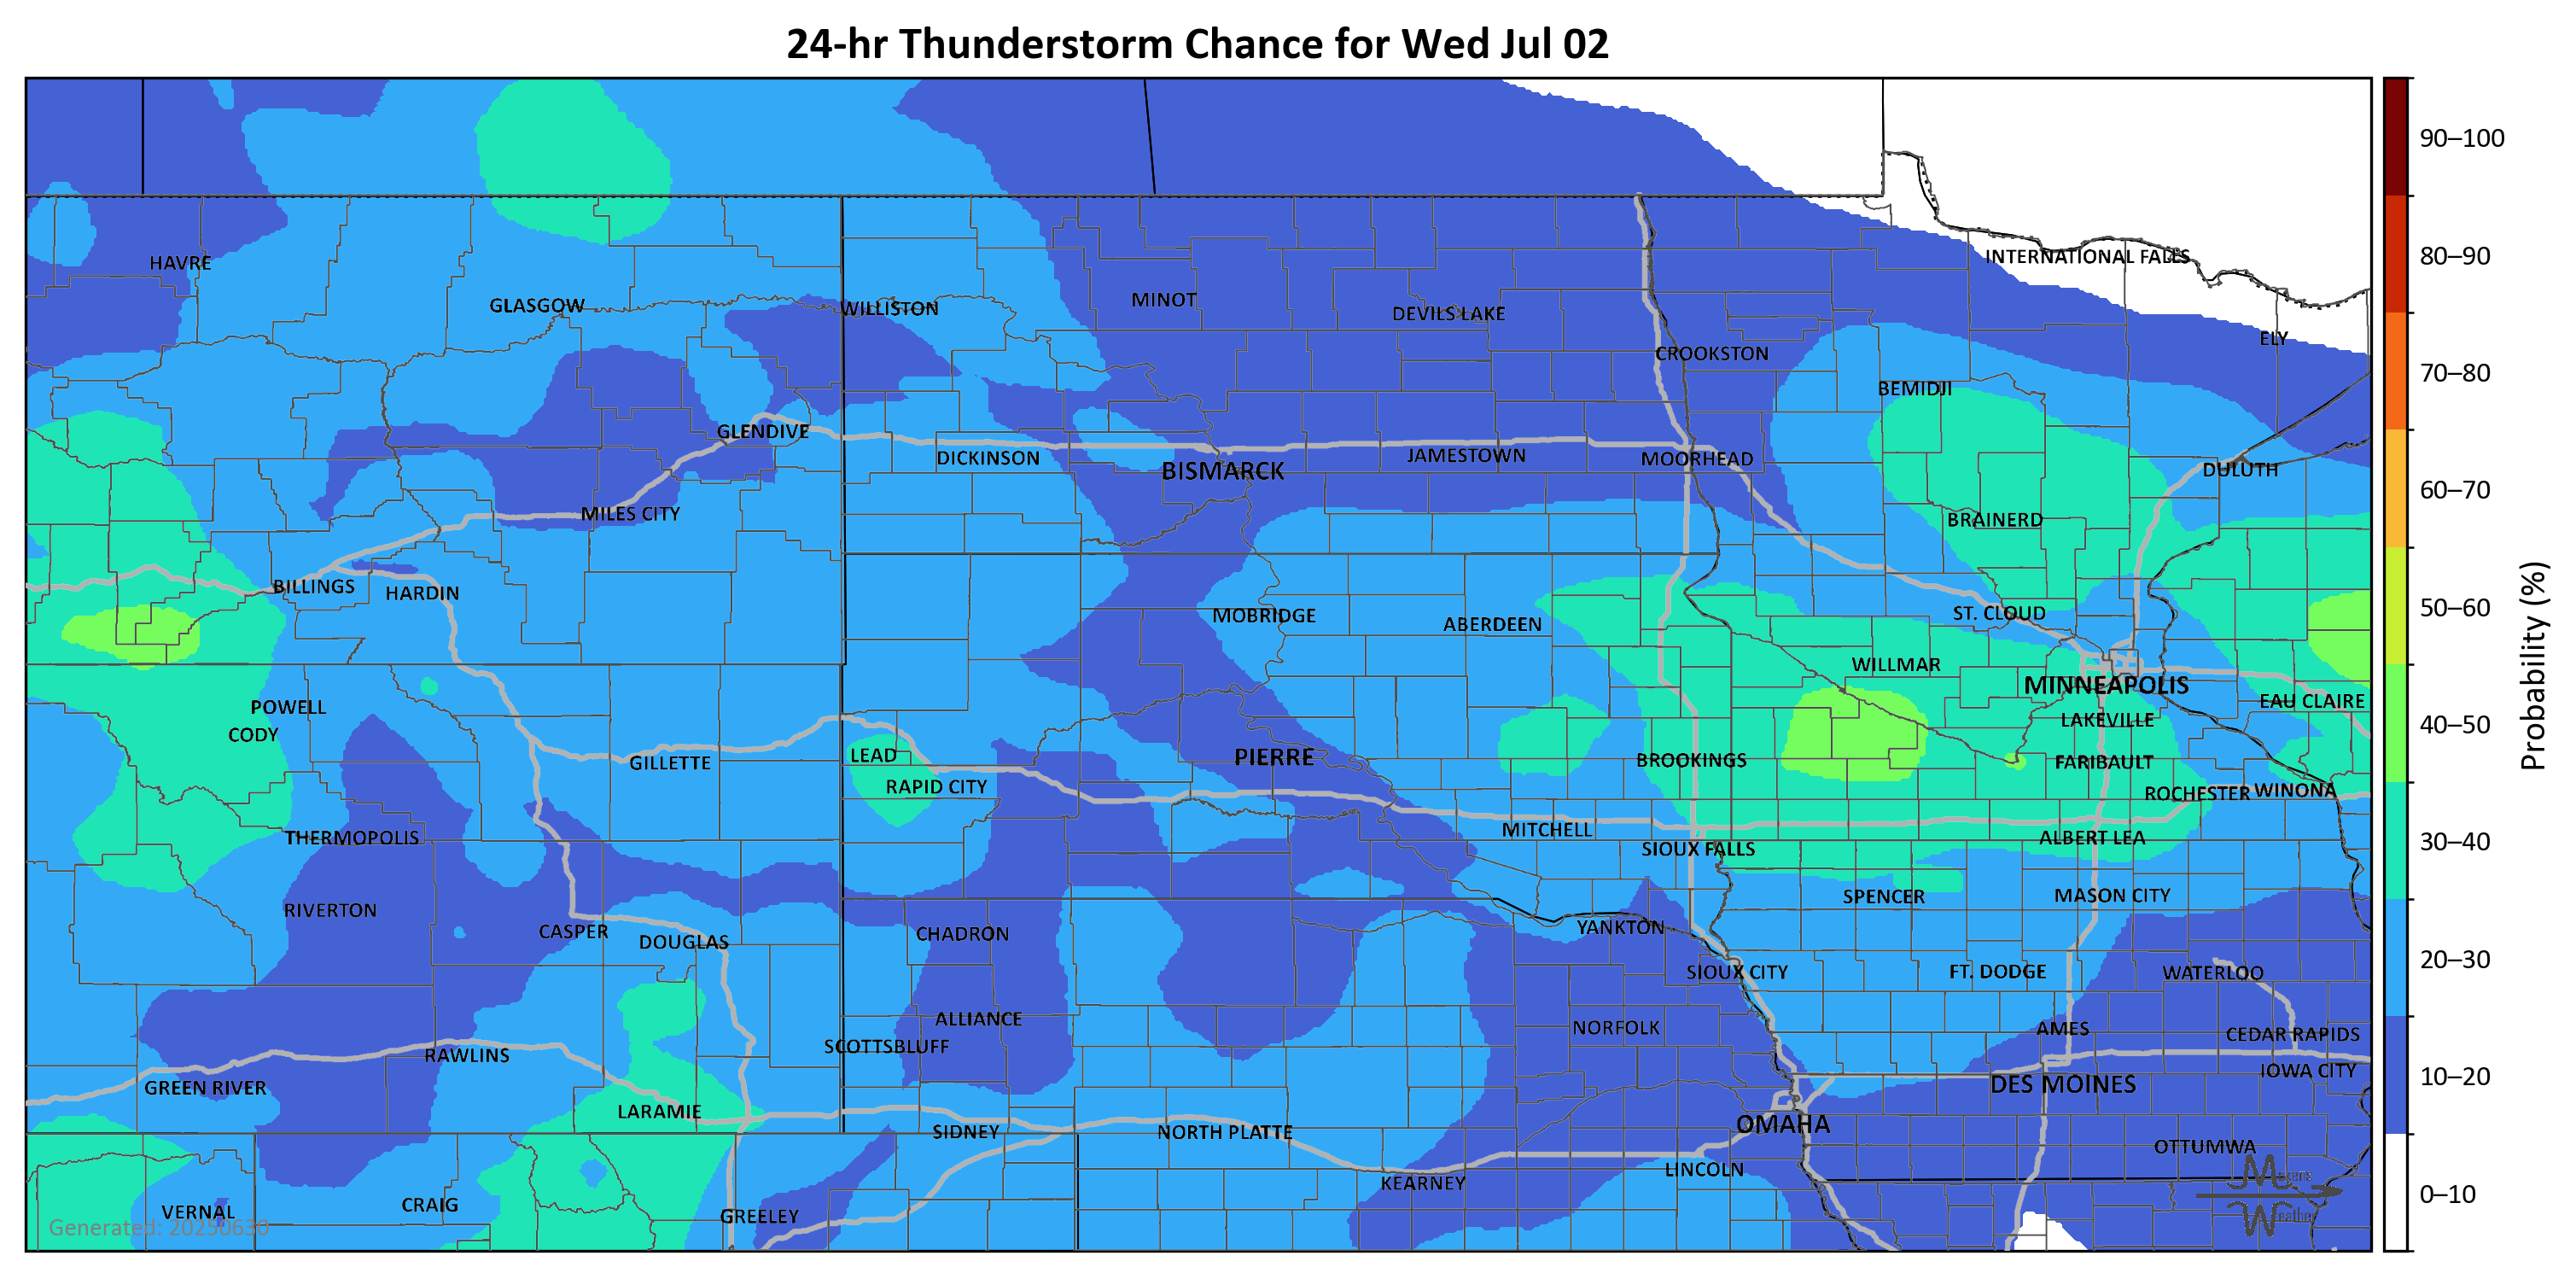 24-hr Thunderstorm Chance for Wed Jul 02
90–100
80–90
70–80
60–70
50–60
40–50
30–40
20–30
10–20
0–10
Probability (%)
HAVRE
INTERNATIONAL FALLS
GLASGOW
WILLISTON
MINOT
DEVILS LAKE
ELY
CROOKSTON
BEMIDJI
GLENDIVE
DICKINSON
BISMARCK
JAMESTOWN
MOORHEAD
DULUTH
MILES CITY
BRAINERD
BILLINGS
HARDIN
MOBRIDGE
ABERDEEN
ST. CLOUD
WILLMAR
MINNEAPOLIS
POWELL
EAU CLAIRE
CODY
LAKEVILLE
GILLETTE
LEAD
PIERRE
BROOKINGS
FARIBAULT
RAPID CITY
ROCHESTER
WINONA
THERMOPOLIS
MITCHELL
ALBERT LEA
SIOUX FALLS
RIVERTON
SPENCER
MASON CITY
CASPER
DOUGLAS
CHADRON
YANKTON
SIOUX CITY
FT. DODGE
WATERLOO
ALLIANCE
NORFOLK
AMES
CEDAR RAPIDS
SCOTTSBLUFF
RAWLINS
GREEN RIVER
DES MOINES
IOWA CITY
LARAMIE
SIDNEY
NORTH PLATTE
OMAHA
OTTUMWA
LINCOLN
KEARNEY
VERNAL
CRAIG
GREELEY
Generated: 20250630
Weather